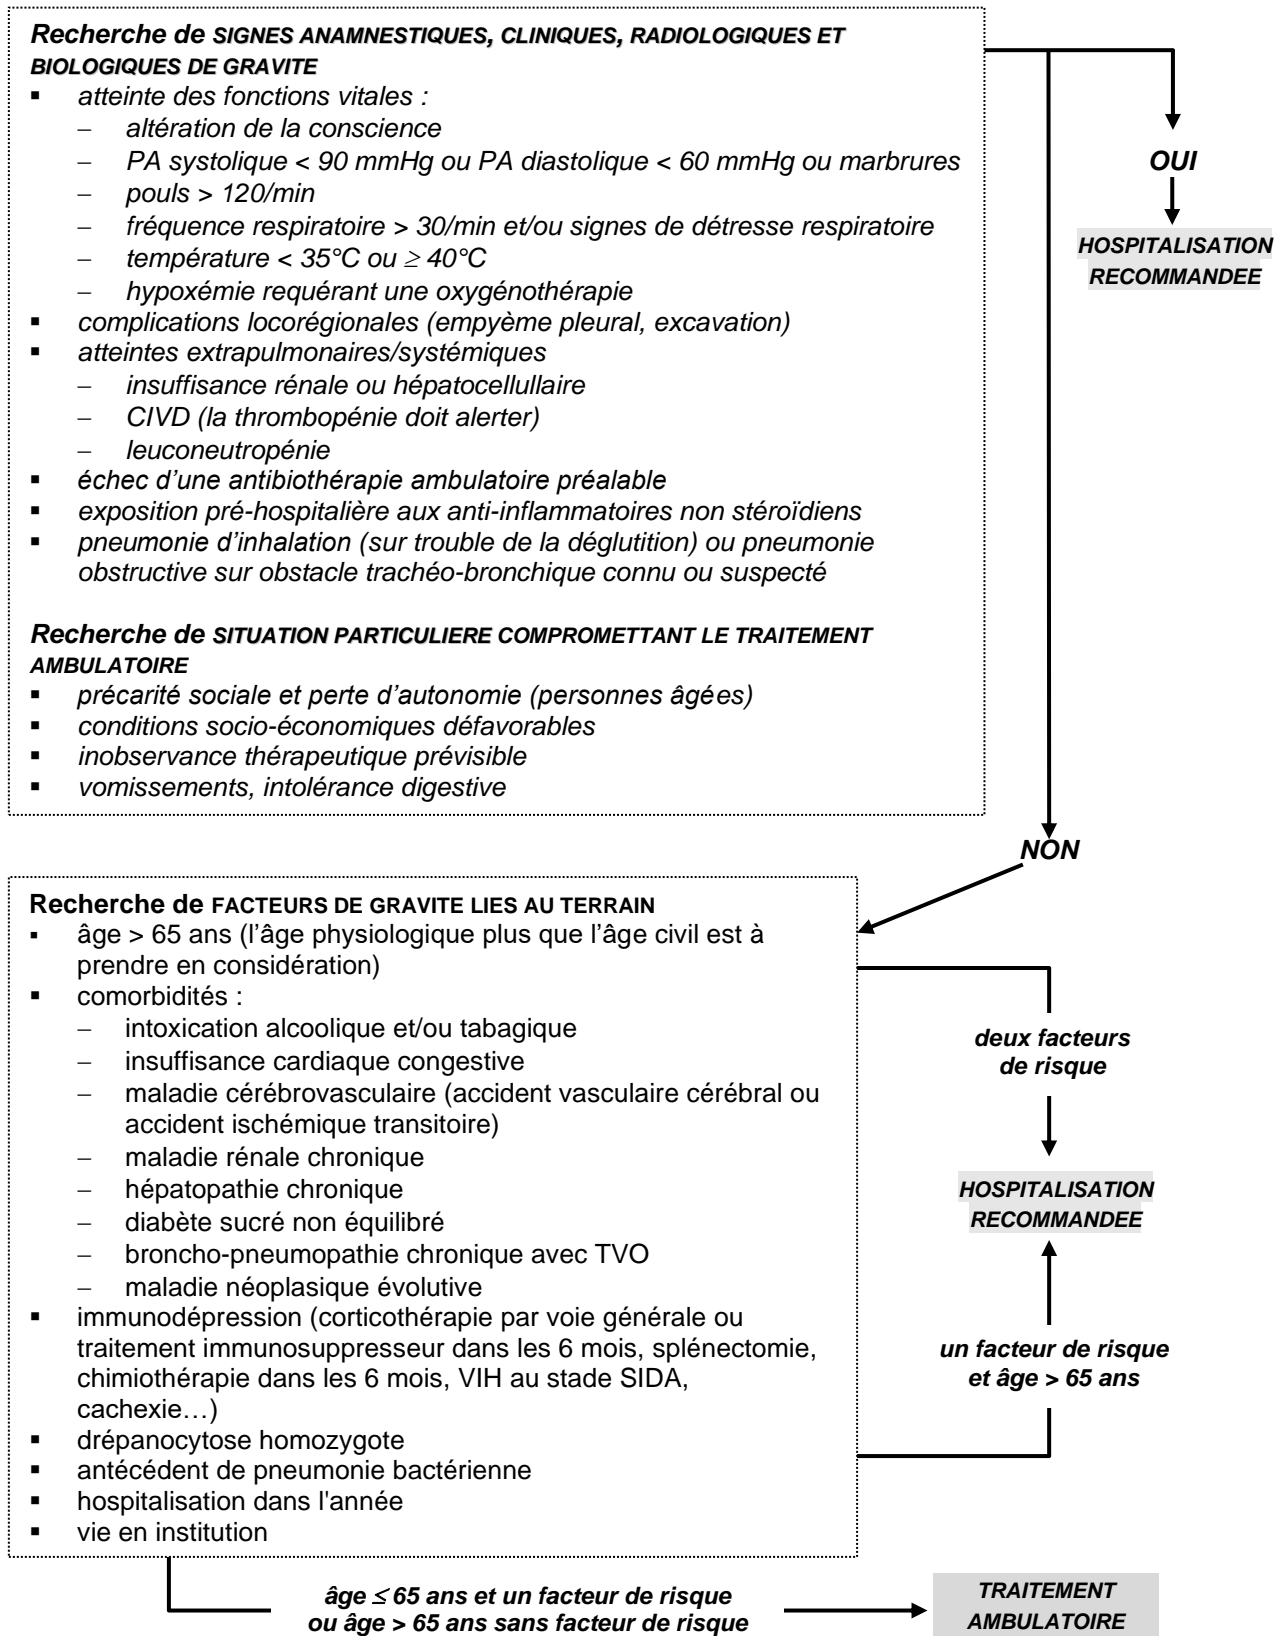 Recherche de SIGNES ANAMNESTIQUES, CLINIQUES, RADIOLOGIQUES ET
BIOLOGIQUES DE GRAVITE
▪ atteinte des fonctions vitales :
– altération de la conscience
– PA systolique < 90 mmHg ou PA diastolique < 60 mmHg ou marbrures
– pouls > 120/min
– fréquence respiratoire > 30/min et/ou signes de détresse respiratoire
– température < 35°C ou ≥ 40°C
– hypoxémie requérant une oxygénothérapie
▪ complications locorégionales (empyème pleural, excavation)
▪ atteintes extrapulmonaires/systémiques
– insuffisance rénale ou hépatocellullaire
– CIVD (la thrombopénie doit alerter)
– leuconeutropénie
▪ échec d'une antibiothérapie ambulatoire préalable
▪ exposition pré-hospitalière aux anti-inflammatoires non stéroïdiens
▪ pneumonie d'inhalation (sur trouble de la déglutition) ou pneumonie
obstructive sur obstacle trachéo-bronchique connu ou suspecté
Recherche de SITUATION PARTICULIERE COMPROMETTANT LE TRAITEMENT
AMBULATOIRE
▪ précarité sociale et perte d'autonomie (personnes âgées)
▪ conditions socio-économiques défavorables
▪ inobservance thérapeutique prévisible
▪ vomissements, intolérance digestive
OUI
HOSPITALISATION
RECOMMANDEE
NON
Recherche de FACTEURS DE GRAVITE LIES AU TERRAIN
▪ âge > 65 ans (l'âge physiologique plus que l'âge civil est à
prendre en considération)
▪ comorbidités :
– intoxication alcoolique et/ou tabagique
– insuffisance cardiaque congestive
– maladie cérébrovasculaire (accident vasculaire cérébral ou
accident ischémique transitoire)
– maladie rénale chronique
– hépatopathie chronique
– diabète sucré non équilibré
– broncho-pneumopathie chronique avec TVO
– maladie néoplasique évolutive
▪ immunodépression (corticothérapie par voie générale ou
traitement immunosuppresseur dans les 6 mois, splénectomie,
chimiothérapie dans les 6 mois, VIH au stade SIDA,
cachexie…)
▪ drépanocytose homozygote
▪ antécédent de pneumonie bactérienne
▪ hospitalisation dans l'année
▪ vie en institution
deux facteurs
de risque
HOSPITALISATION
RECOMMANDEE
un facteur de risque
et âge > 65 ans
âge ≤ 65 ans et un facteur de risque
ou âge > 65 ans sans facteur de risque
TRAITEMENT
AMBULATOIRE